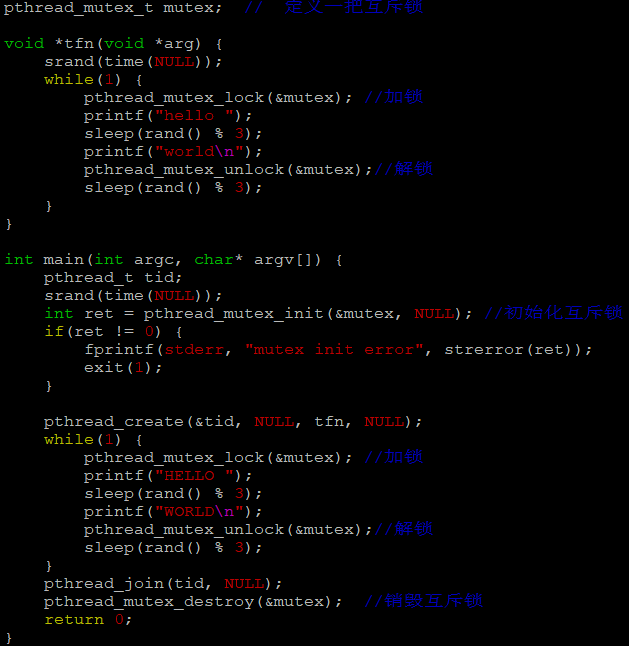 pthread_mutex_t mutex;  //  定义一把互斥锁

void *tfn(void *arg) {
    srand(time(NULL));
    while(1) {
        pthread_mutex_lock(&mutex); //加锁
        printf("hello ");
        sleep(rand() % 3);
        printf("world\n");
        pthread_mutex_unlock(&mutex);//解锁
        sleep(rand() % 3);
    }
}

int main(int argc, char* argv[]) {
    pthread_t tid;
    srand(time(NULL));
    int ret = pthread_mutex_init(&mutex, NULL); //初始化互斥锁
    if(ret != 0) {
        fprintf(stderr, "mutex init error", strerror(ret));
        exit(1);
    }

    pthread_create(&tid, NULL, tfn, NULL);
    while(1) {
        pthread_mutex_lock(&mutex); //加锁
        printf("HELLO ");
        sleep(rand() % 3);
        printf("WORLD\n");
        pthread_mutex_unlock(&mutex);//解锁
        sleep(rand() % 3);
    }
    pthread_join(tid, NULL);
    pthread_mutex_destroy(&mutex);  //销毁互斥锁
    return 0;
}